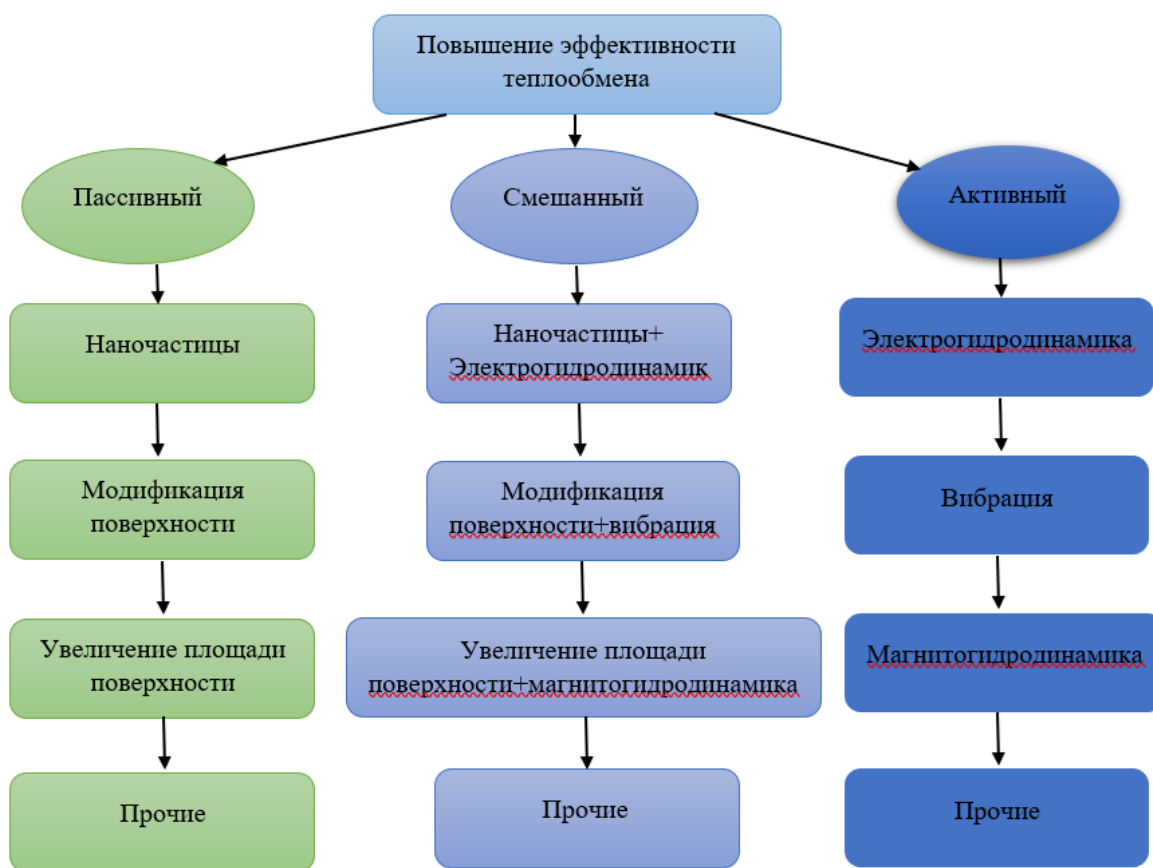 Повышение эффективности
теплообмена
Пассивный
Смешанный
Активный
Наночастицы
Наночастицы+
Электрогидродинамик
Электрогидродинамика
Модификация
поверхности
Модификация
поверхности+вибрация
Вибрация
Увеличение площади
поверхности
Увеличение площади
поверхности+магнитогидродинамика
Магнитогидродинамика
Прочие
Прочие
Прочие